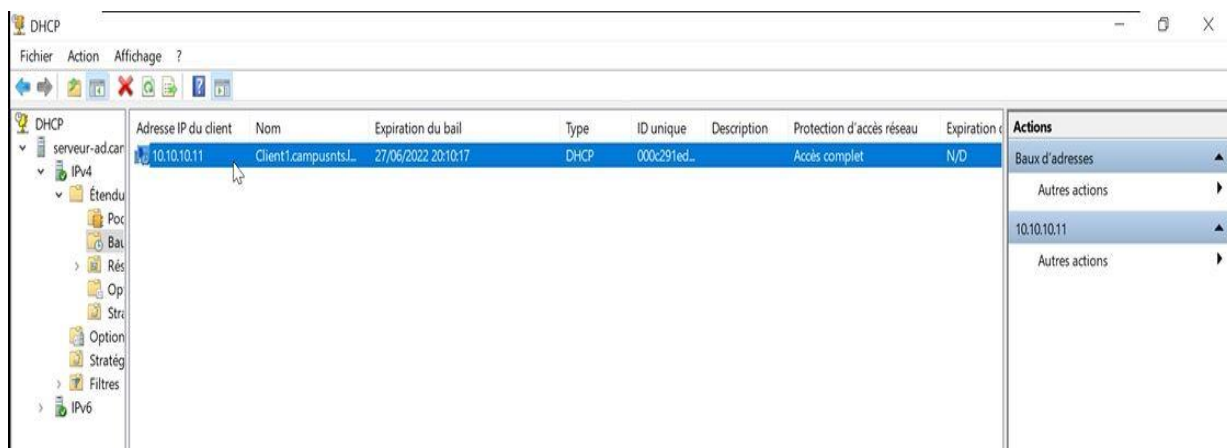 DHCP
Fichier Action Affichage ?
DHCP
serveur-ad.car
IPv4
Étendu
Poo
Bau
Rés
Op
Stra
Option
Stratég
Filtres
IPv6
Adresse IP du client Nom Expiration du bail Type ID unique Description Protection d'accès réseau Expiration d
10.10.10.11 Client1.campusnts.l... 27/06/2022 20:10:17 DHCP 000c291ed... Accès complet N/D
Actions
Baux d'adresses
Autres actions
10.10.10.11
Autres actions